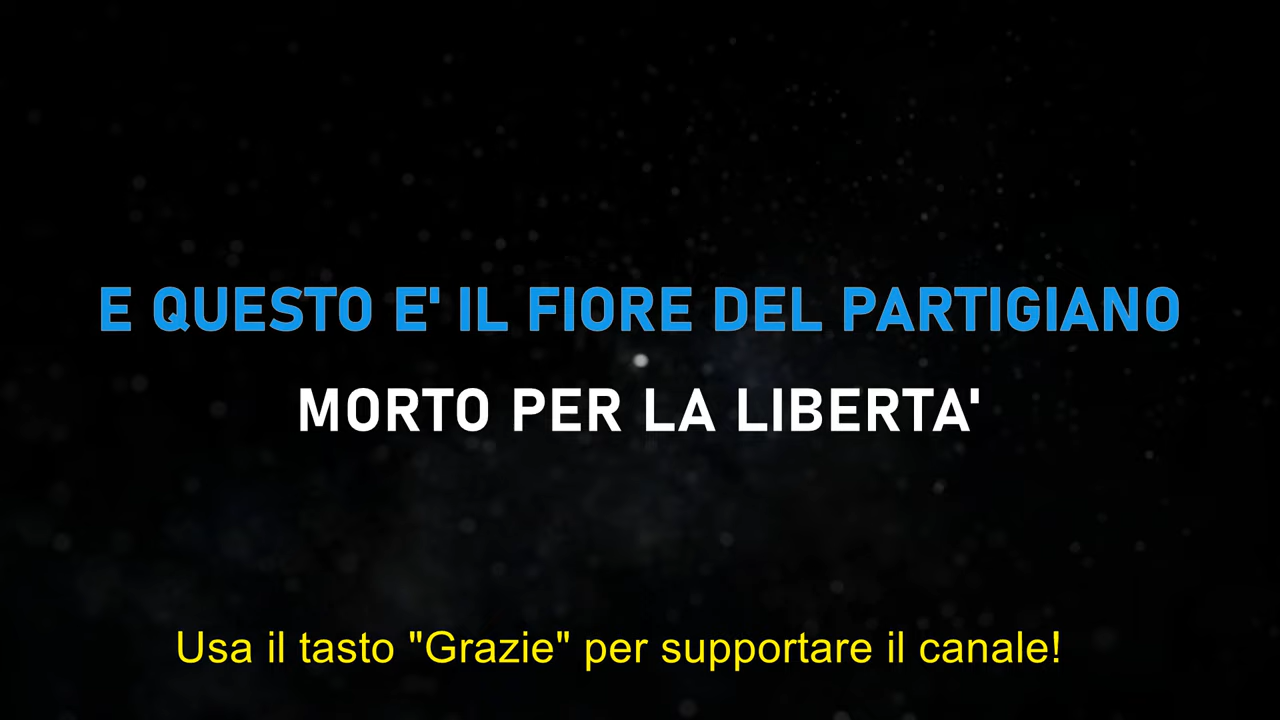 E QUESTO E' IL FIORE DEL PARTIGIANO
MORTO PER LA LIBERTA'
Usa il tasto "Grazie" per supportare il canale!